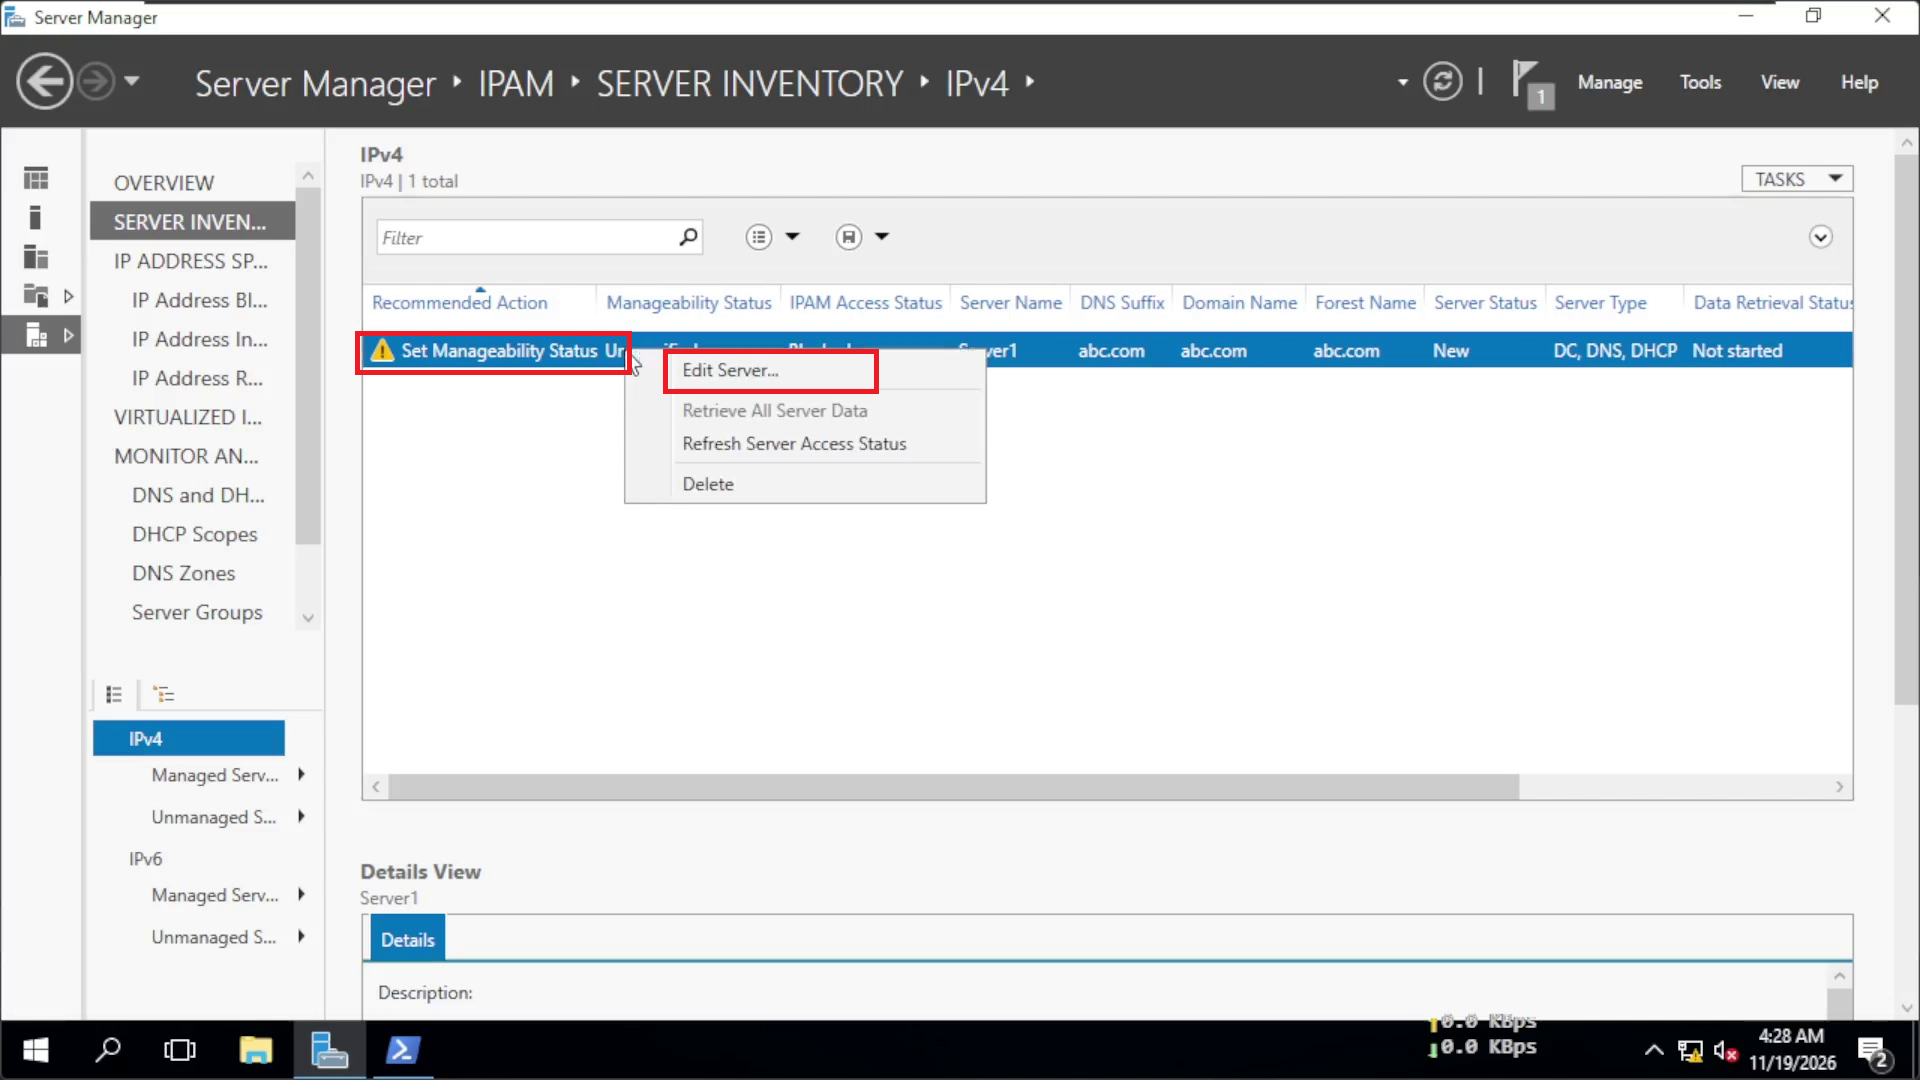 Server Manager
Server Manager ‣ IPAM ‣ SERVER INVENTORY ‣ IPv4 ‣
1
Manage
Tools
View
Help
OVERVIEW
SERVER INVEN...
IP ADDRESS SP...
IP Address Bl...
IP Address In...
IP Address R...
VIRTUALIZED I...
MONITOR AN...
DNS and DH...
DHCP Scopes
DNS Zones
Server Groups
IPv4
Managed Serv...
Unmanaged S...
IPv6
Managed Serv...
Unmanaged S...
IPv4
IPv4 | 1 total
TASKS
Filter
Recommended Action Manageability Status IPAM Access Status Server Name DNS Suffix Domain Name Forest Name Server Status Server Type Data Retrieval Status
Set Manageability Status abc.com abc.com abc.com New DC, DNS, DHCP Not started
Edit Server...
Retrieve All Server Data
Refresh Server Access Status
Delete
Details View
Server1
Details
Description:
0.0 KBps
0.0 KBps
4:28 AM
11/19/2026
2